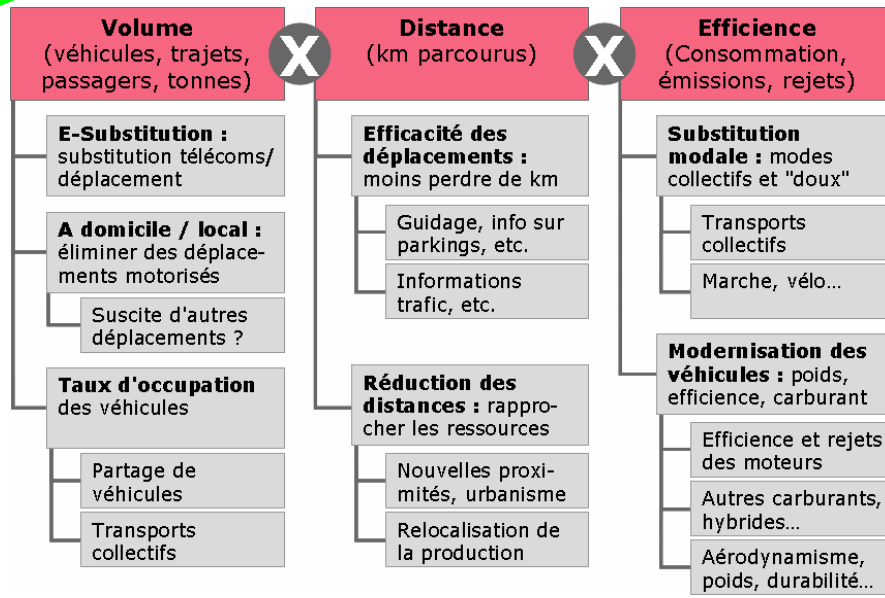 Volume
(véhicules, trajets,
passagers, tonnes)
X
Distance
(km parcourus)
X
Efficience
(Consommation,
émissions, rejets)
E-Substitution :
substitution télécoms/
déplacement
A domicile / local :
éliminer des déplace-
ments motorisés
Suscite d'autres
déplacements ?
Taux d'occupation
des véhicules
Partage de
véhicules
Transports
collectifs
Efficacité des
déplacements :
moins perdre de km
Guidage, info sur
parkings, etc.
Informations
trafic, etc.
Réduction des
distances : rappro-
cher les ressources
Nouvelles proxi-
mités, urbanisme
Relocalisation de
la production
Substitution
modale : modes
collectifs et "doux"
Transports
collectifs
Marche, vélo...
Modernisation des
véhicules : poids,
efficience, carburant
Efficience et rejets
des moteurs
Autres carburants,
hybrides...
Aérodynamisme,
poids, durabilité...